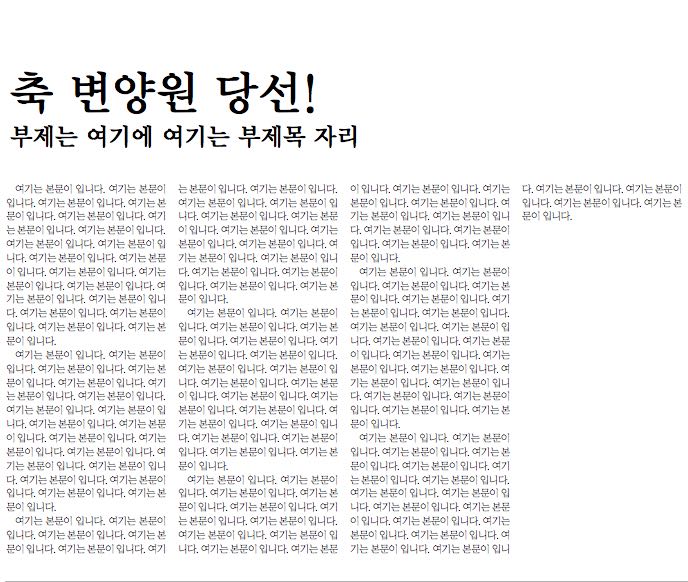 축 변양원 당선!
부제는 여기에 여기는 부제목 자리
여기는 본문이 입니다. 여기는 본문이
입니다. 여기는 본문이 입니다. 여기는 본
문이 입니다. 여기는 본문이 입니다. 여기
는 본문이 입니다. 여기는 본문이 입니다.
여기는 본문이 입니다. 여기는 본문이 입
니다. 여기는 본문이 입니다. 여기는 본문
이 입니다. 여기는 본문이 입니다. 여기는
본문이 입니다. 여기는 본문이 입니다. 여
기는 본문이 입니다. 여기는 본문이 입니
다. 여기는 본문이 입니다. 여기는 본문이
입니다. 여기는 본문이 입니다. 여기는 본
문이 입니다.
여기는 본문이 입니다. 여기는 본문이
입니다. 여기는 본문이 입니다. 여기는 본
문이 입니다. 여기는 본문이 입니다. 여기
는 본문이 입니다. 여기는 본문이 입니다.
여기는 본문이 입니다. 여기는 본문이 입
니다. 여기는 본문이 입니다. 여기는 본문
이 입니다. 여기는 본문이 입니다. 여기는
본문이 입니다. 여기는 본문이 입니다. 여
기는 본문이 입니다. 여기는 본문이 입니
다. 여기는 본문이 입니다. 여기는 본문이
입니다. 여기는 본문이 입니다. 여기는 본
문이 입니다.
여기는 본문이 입니다. 여기는 본문이
입니다. 여기는 본문이 입니다. 여기는 본
문이 입니다. 여기는 본문이 입니다. 여기
는 본문이 입니다. 여기는 본문이 입니다.
여기는 본문이 입니다. 여기는 본문이 입
니다. 여기는 본문이 입니다. 여기는 본문
이 입니다. 여기는 본문이 입니다. 여기는
본문이 입니다. 여기는 본문이 입니다. 여
기는 본문이 입니다. 여기는 본문이 입니
다. 여기는 본문이 입니다. 여기는 본문이
입니다. 여기는 본문이 입니다. 여기는 본
문이 입니다.
여기는 본문이 입니다. 여기는 본문이
입니다. 여기는 본문이 입니다. 여기는 본
문이 입니다. 여기는 본문이 입니다. 여기
는 본문이 입니다. 여기는 본문이 입니다.
여기는 본문이 입니다. 여기는 본문이 입
니다. 여기는 본문이 입니다. 여기는 본문
이 입니다. 여기는 본문이 입니다. 여기는
본문이 입니다. 여기는 본문이 입니다. 여
기는 본문이 입니다. 여기는 본문이 입니
다. 여기는 본문이 입니다. 여기는 본문이
입니다. 여기는 본문이 입니다. 여기는 본
문이 입니다.
여기는 본문이 입니다. 여기는 본문이
입니다. 여기는 본문이 입니다. 여기는 본
문이 입니다. 여기는 본문이 입니다. 여기
는 본문이 입니다. 여기는 본문이 입니다.
여기는 본문이 입니다. 여기는 본문이 입
니다. 여기는 본문이 입니다. 여기는 본문
이 입니다. 여기는 본문이 입니다. 여기는
본문이 입니다. 여기는 본문이 입니다. 여
기는 본문이 입니다. 여기는 본문이 입니
다. 여기는 본문이 입니다. 여기는 본문이
입니다. 여기는 본문이 입니다. 여기는 본
문이 입니다.
여기는 본문이 입니다. 여기는 본문이
입니다. 여기는 본문이 입니다. 여기는 본
문이 입니다. 여기는 본문이 입니다. 여기
는 본문이 입니다. 여기는 본문이 입니다.
여기는 본문이 입니다. 여기는 본문이 입
니다. 여기는 본문이 입니다. 여기는 본문
이 입니다. 여기는 본문이 입니다. 여기는
본문이 입니다. 여기는 본문이 입니다. 여
기는 본문이 입니다. 여기는 본문이 입니
다. 여기는 본문이 입니다. 여기는 본문이
입니다. 여기는 본문이 입니다. 여기는 본
문이 입니다.
여기는 본문이 입니다. 여기는 본문이
입니다. 여기는 본문이 입니다. 여기는 본
문이 입니다. 여기는 본문이 입니다. 여기
는 본문이 입니다. 여기는 본문이 입니다.
여기는 본문이 입니다. 여기는 본문이 입
니다. 여기는 본문이 입니다. 여기는 본문
이 입니다. 여기는 본문이 입니다. 여기는
본문이 입니다. 여기는 본문이 입니다. 여
기는 본문이 입니다. 여기는 본문이 입니
다. 여기는 본문이 입니다. 여기는 본문이
입니다. 여기는 본문이 입니다. 여기는 본
문이 입니다.